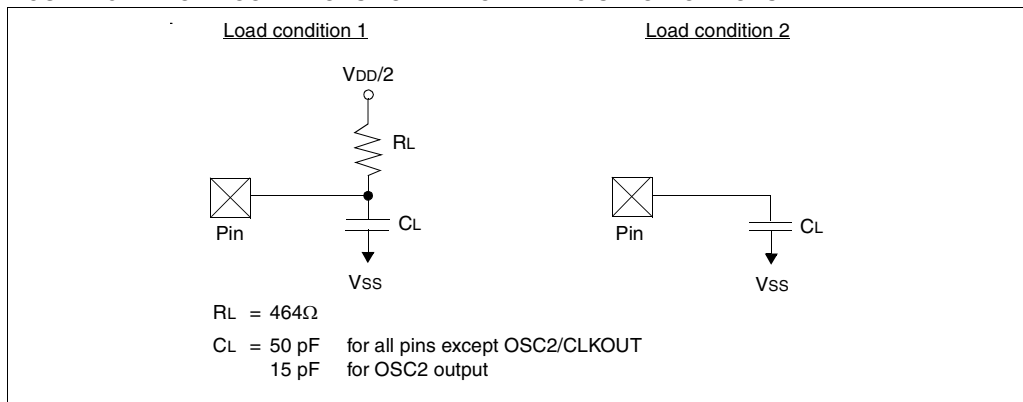 Load condition 1
Load condition 2
VDD/2
RL
CL
Pin
VSS
CL
Pin
VSS
RL = 464Ω
CL = 50 pF for all pins except OSC2/CLKOUT
15 pF for OSC2 output